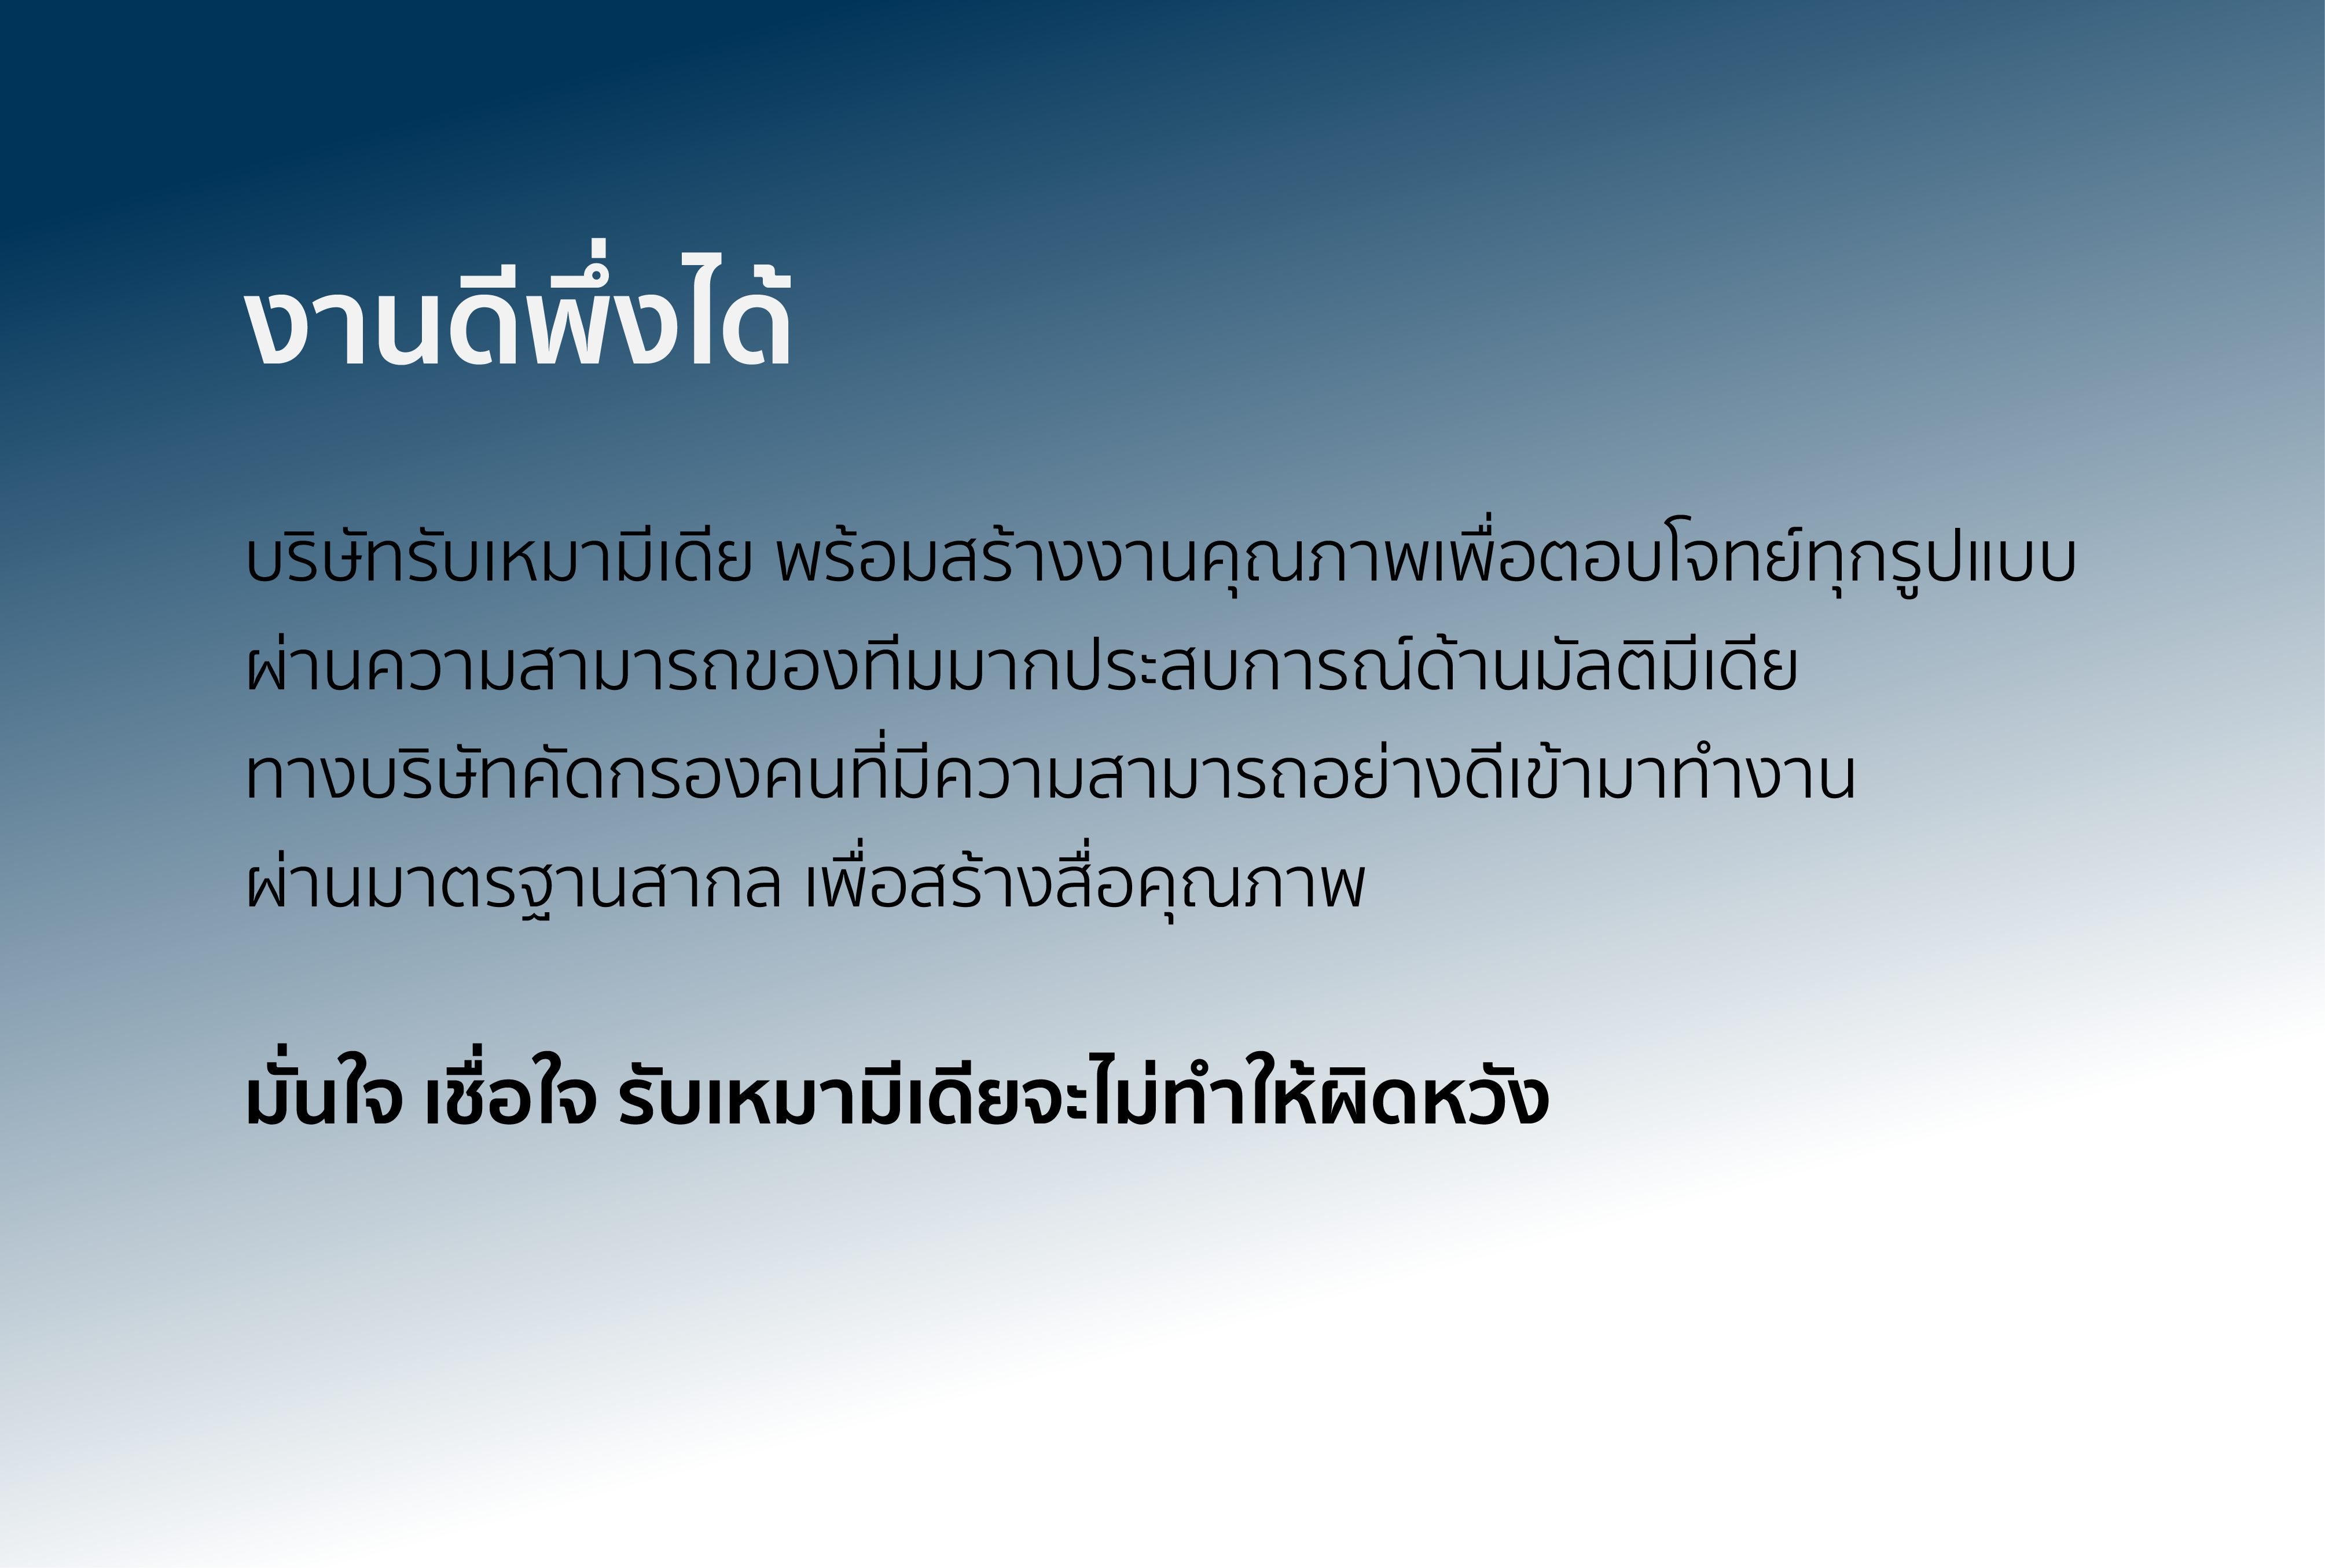 งานดีพึ่งได้
บริษัทรับเหมามีเดีย พร้อมสร้างงานคุณภาพเพื่อตอบโจทย์ทุกรูปแบบ
ผ่านความสามารถของทีมมากประสบการณ์ด้านมัลติมีเดีย
ทางบริษัทคัดกรองคนที่มีความสามารถอย่างดีเข้ามาทำงาน
ผ่านมาตรฐานสากล เพื่อสร้างสื่อคุณภาพ
มั่นใจ เชื่อใจ รับเหมามีเดียจะไม่ทำให้ผิดหวัง